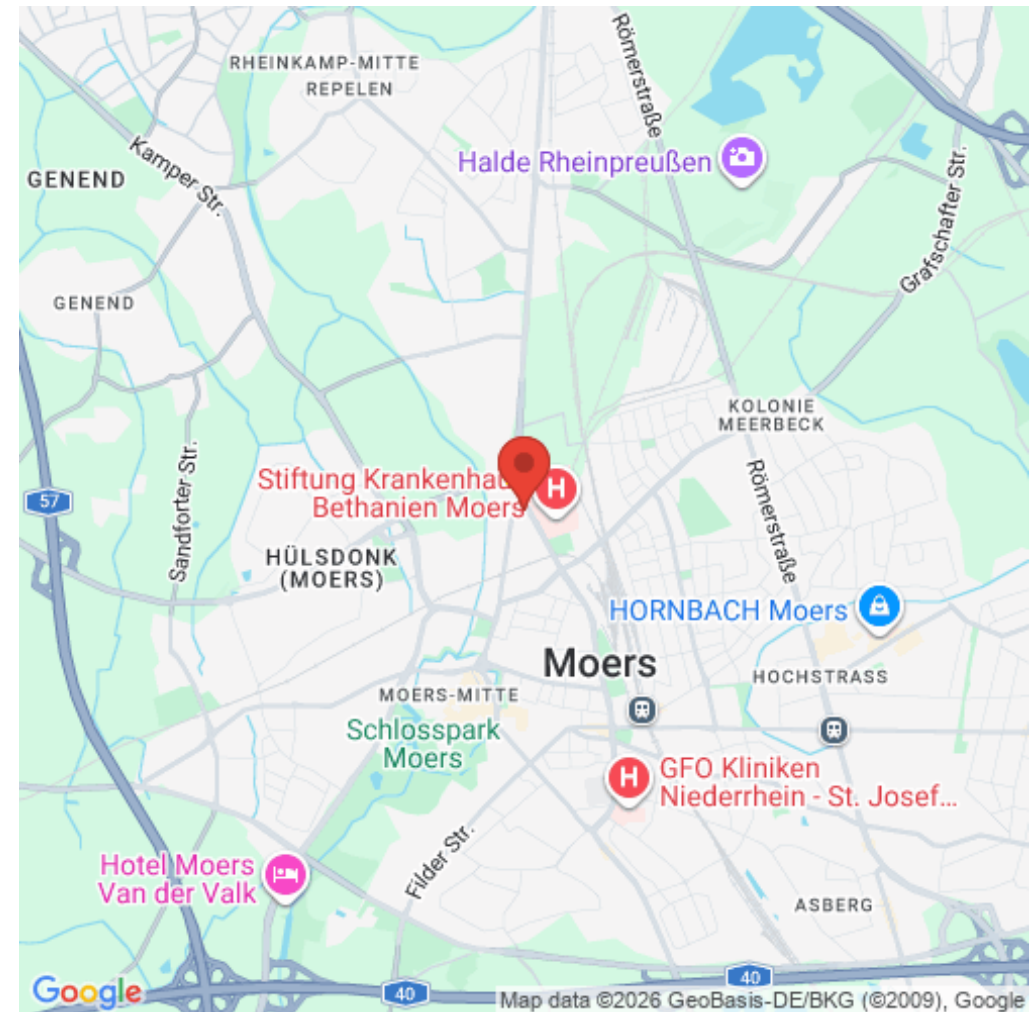 RHEINKAMP-MITTE
REPELEN
Römerstraße
Kamper Str.
Halde Rheinpreußen
GENEND
Grafschafter Str.
GENEND
KOLONIE
MEERBECK
Sandforter Str.
Stiftung Krankenhau
Bethanien Moers
H
57
Römerstraße
HÜLSDONK
(MOERS)
HORNBACH Moers
Moers
HOCHSTRASS
MOERS-MITTE
Schlosspark
Moers
GFO Kliniken
Niederrhein - St. Josef...
H
Filder Str.
Hotel Moers
Van der Valk
ASBERG
40
40
Google
Map data ©2026 GeoBasis-DE/BKG (©2009), Google